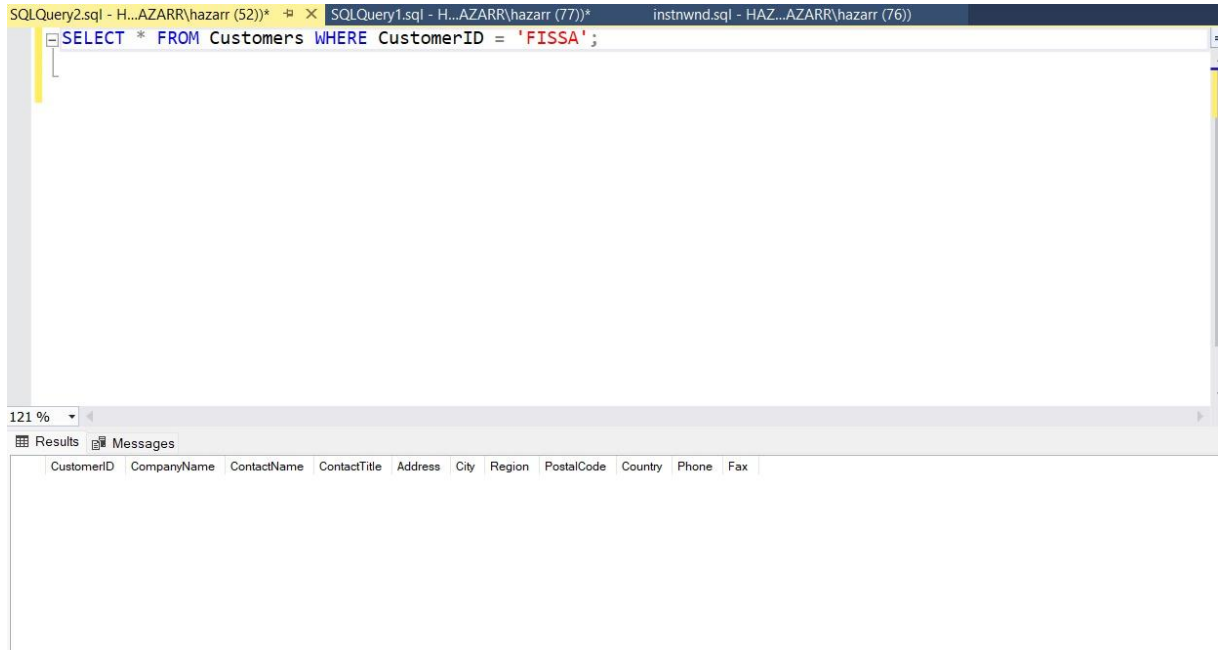 SQLQuery2.sql - H...AZARR\hazarr (52))* SQLQuery1.sql - H...AZARR\hazarr (77))* instnwnd.sql - HAZ...AZARR\hazarr (76))
SELECT * FROM Customers WHERE CustomerID = 'FISSA';
121 %
Results Messages
CustomerID CompanyName ContactName ContactTitle Address City Region PostalCode Country Phone Fax